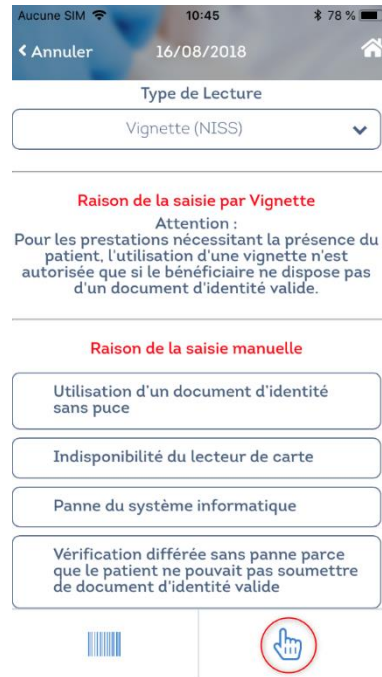 Aucune SIM 10:45 78 %
Annuler 16/08/2018
Type de Lecture
Vignette (NISS)
Raison de la saisie par Vignette
Attention :
Pour les prestations nécessitant la présence du
patient, l'utilisation d'une vignette n'est
autorisée que si le bénéficiaire ne dispose pas
d'un document d'identité valide.
Raison de la saisie manuelle
Utilisation d'un document d'identité
sans puce
Indisponibilité du lecteur de carte
Panne du système informatique
Vérification différée sans panne parce
que le patient ne pouvait pas soumettre
de document d'identité valide